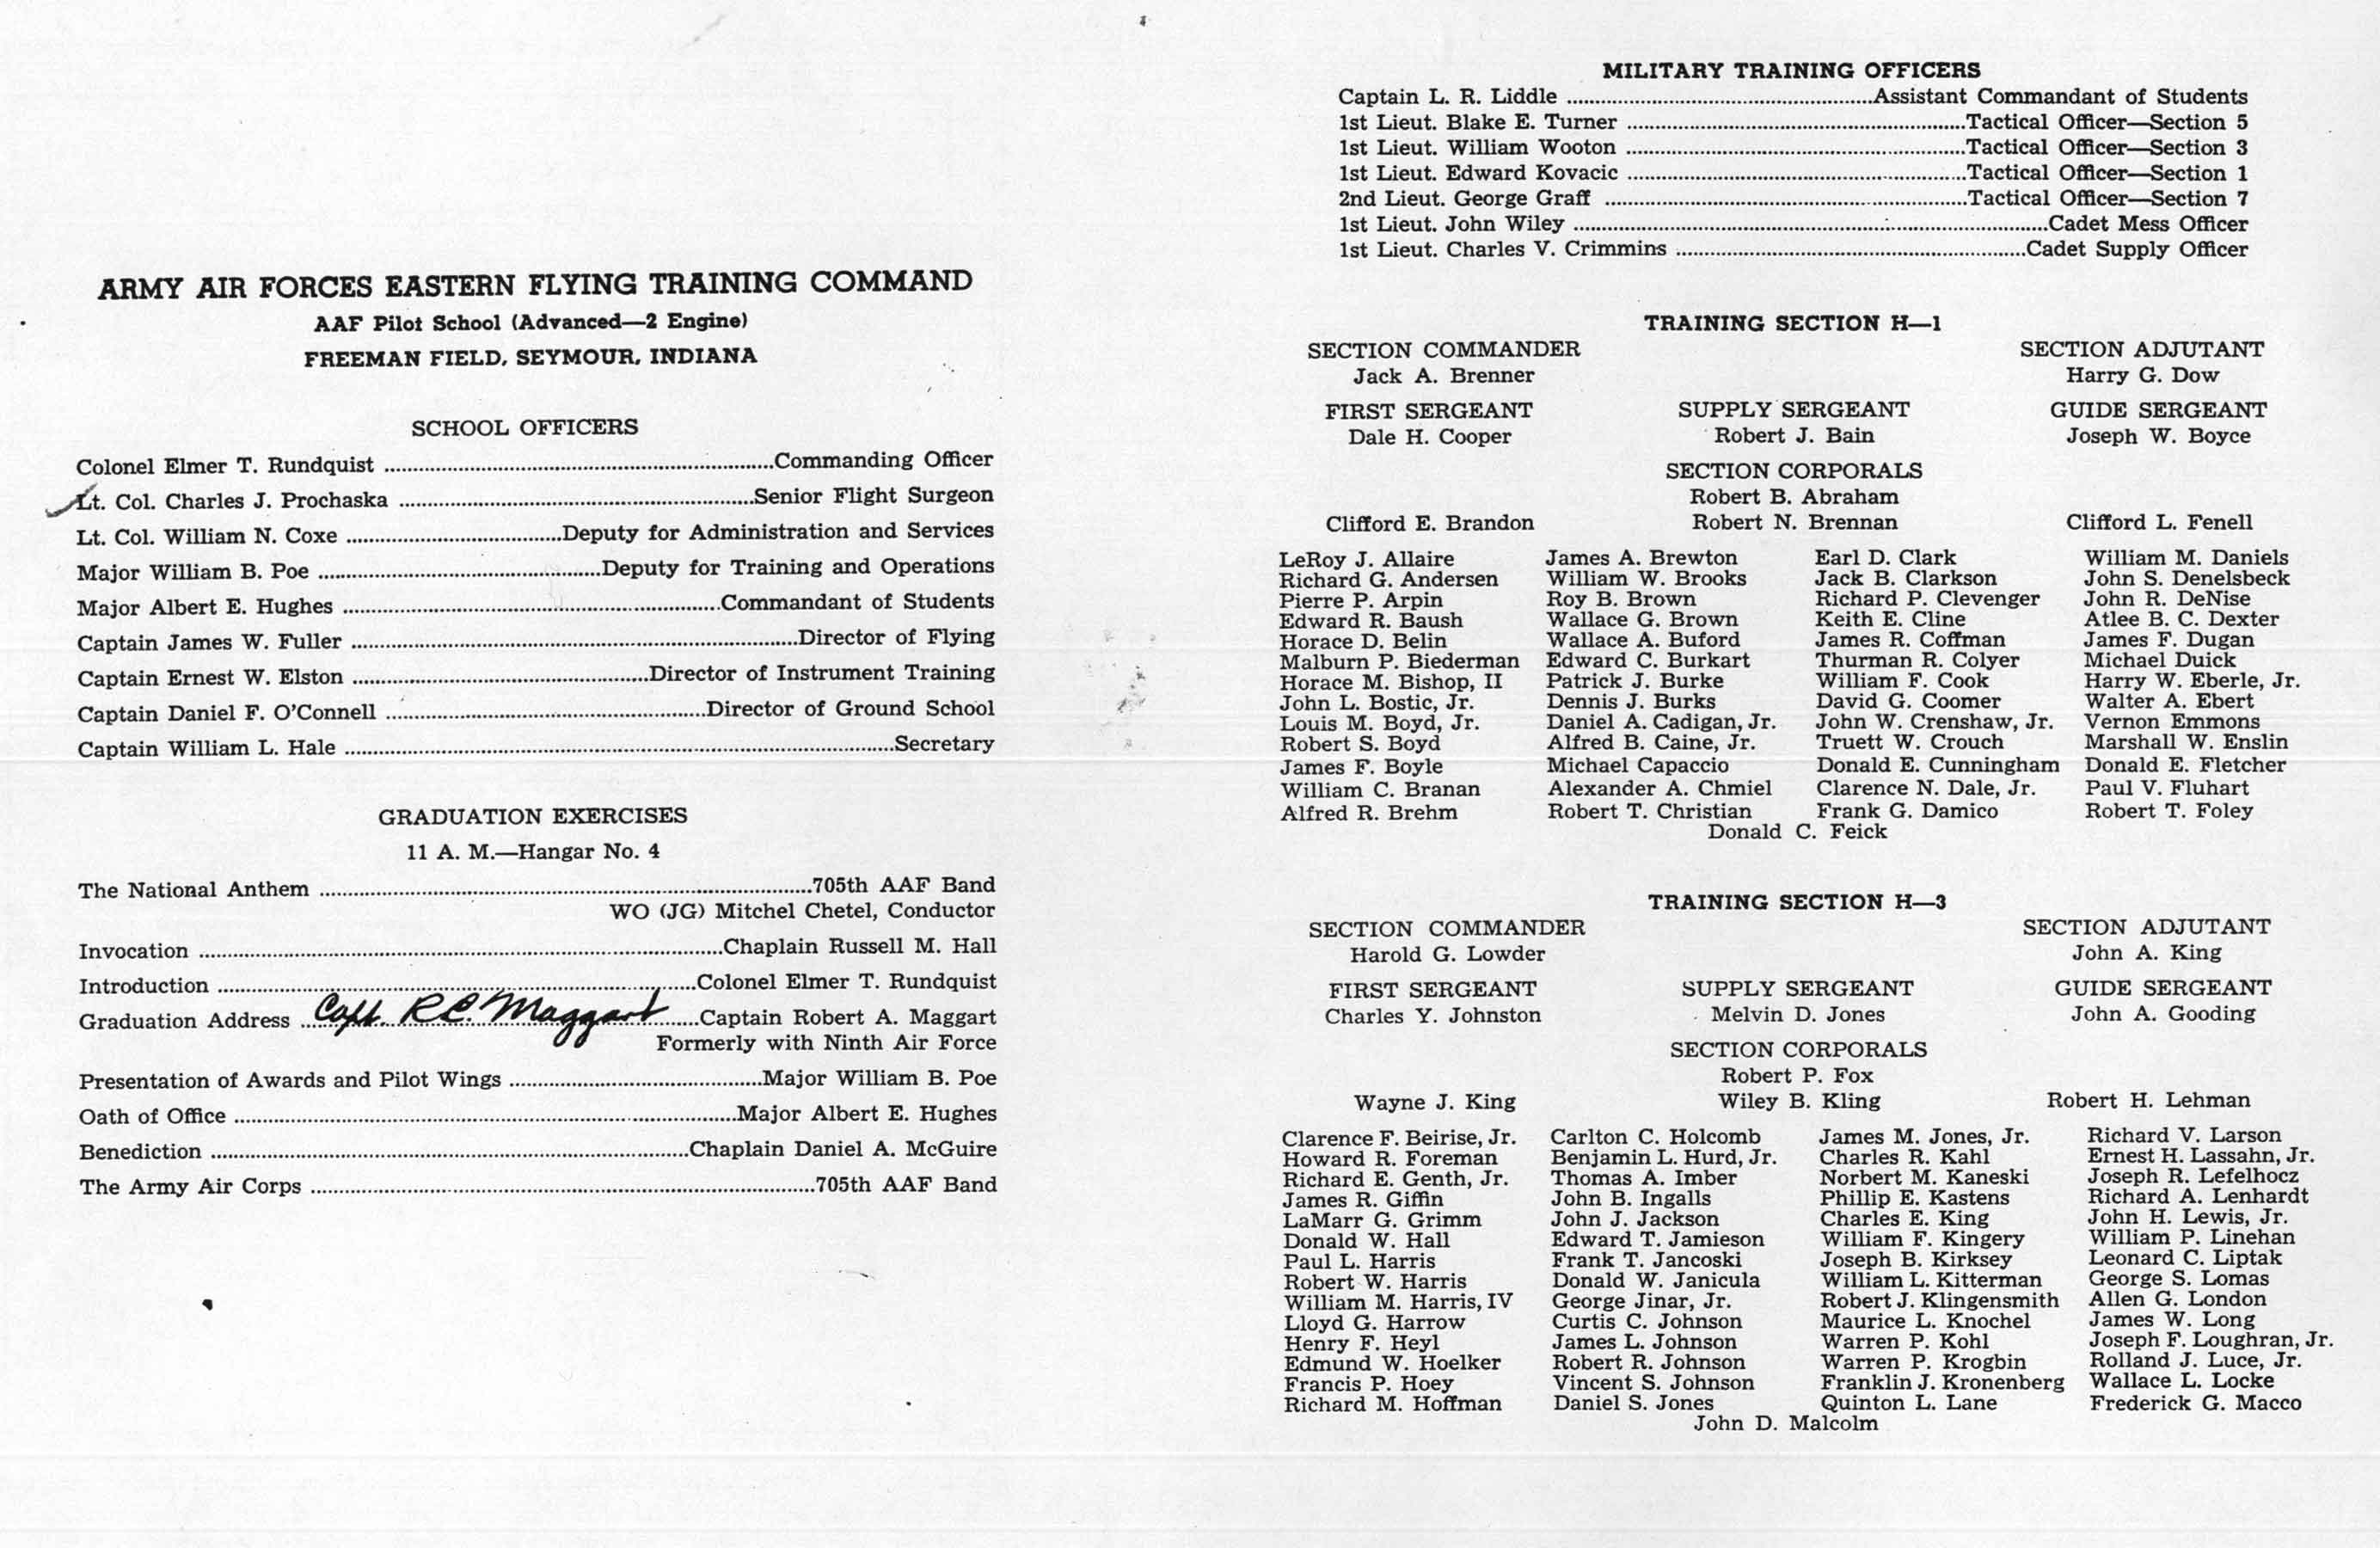 ARMY AIR FORCES EASTERN FLYING TRAINING COMMAND
AAF Pilot School (Advanced—2 Engine)
FREEMAN FIELD, SEYMOUR, INDIANA
SCHOOL OFFICERS
Colonel Elmer T. Rundquist ........ Commanding Officer
Lt. Col. Charles J. Prochaska ........ Senior Flight Surgeon
Lt. Col. William N. Coxe ........ Deputy for Administration and Services
Major William B. Poe ........ Deputy for Training and Operations
Major Albert E. Hughes ........ Commandant of Students
Captain James W. Fuller ........ Director of Flying
Captain Ernest W. Elston ........ Director of Instrument Training
Captain Daniel F. O'Connell ........ Director of Ground School
Captain William L. Hale ........ Secretary
GRADUATION EXERCISES
11 A. M.—Hangar No. 4
The National Anthem ........ 705th AAF Band
WO (JG) Mitchel Chetel, Conductor
Invocation ........ Chaplain Russell M. Hall
Introduction ........ Colonel Elmer T. Rundquist
Graduation Address ........ Capt. R.C. Maggart ........ Captain Robert A. Maggart
Formerly with Ninth Air Force
Presentation of Awards and Pilot Wings ........ Major William B. Poe
Oath of Office ........ Major Albert E. Hughes
Benediction ........ Chaplain Daniel A. McGuire
The Army Air Corps ........ 705th AAF Band
MILITARY TRAINING OFFICERS
Captain L. R. Liddle ........ Assistant Commandant of Students
1st Lieut. Blake E. Turner ........ Tactical Officer—Section 5
1st Lieut. William Wooton ........ Tactical Officer—Section 3
1st Lieut. Edward Kovacic ........ Tactical Officer—Section 1
2nd Lieut. George Graff ........ Tactical Officer—Section 7
1st Lieut. John Wiley ........ Cadet Mess Officer
1st Lieut. Charles V. Crimmins ........ Cadet Supply Officer
TRAINING SECTION H—1
SECTION COMMANDER SECTION ADJUTANT
Jack A. Brenner Harry G. Dow
FIRST SERGEANT SUPPLY SERGEANT GUIDE SERGEANT
Dale H. Cooper Robert J. Bain Joseph W. Boyce
SECTION CORPORALS
Robert B. Abraham
Clifford E. Brandon Robert N. Brennan Clifford L. Fenell
LeRoy J. Allaire James A. Brewton Earl D. Clark William M. Daniels
Richard G. Andersen William W. Brooks Jack B. Clarkson John S. Denelsbeck
Pierre P. Arpin Roy B. Brown Richard P. Clevenger John R. DeNise
Edward R. Baush Wallace G. Brown Keith E. Cline Atlee B. C. Dexter
Horace D. Belin Wallace A. Buford James R. Coffman James F. Dugan
Malburn P. Biederman Edward C. Burkart Thurman R. Colyer Michael Duick
Horace M. Bishop, II Patrick J. Burke William F. Cook Harry W. Eberle, Jr.
John L. Bostic, Jr. Dennis J. Burks David G. Coomer Walter A. Ebert
Louis M. Boyd, Jr. Daniel A. Cadigan, Jr. John W. Crenshaw, Jr. Vernon Emmons
Robert S. Boyd Alfred B. Caine, Jr. Truett W. Crouch Marshall W. Enslin
James F. Boyle Michael Capaccio Donald E. Cunningham Donald E. Fletcher
William C. Branan Alexander A. Chmiel Clarence N. Dale, Jr. Paul V. Fluhart
Alfred R. Brehm Robert T. Christian Frank G. Damico Robert T. Foley
Donald C. Feick
TRAINING SECTION H—3
SECTION COMMANDER SECTION ADJUTANT
Harold G. Lowder John A. King
FIRST SERGEANT SUPPLY SERGEANT GUIDE SERGEANT
Charles Y. Johnston Melvin D. Jones John A. Gooding
SECTION CORPORALS
Robert P. Fox
Wayne J. King Wiley B. Kling Robert H. Lehman
Clarence F. Beirise, Jr. Carlton C. Holcomb James M. Jones, Jr. Richard V. Larson
Howard R. Foreman Benjamin L. Hurd, Jr. Charles R. Kahl Ernest H. Lassahn, Jr.
Richard E. Genth, Jr. Thomas A. Imber Norbert M. Kaneski Joseph R. Lefelhocz
James R. Giffin John B. Ingalls Phillip E. Kastens Richard A. Lenhardt
LaMarr G. Grimm John J. Jackson Charles E. King John H. Lewis, Jr.
Donald W. Hall Edward T. Jamieson William F. Kingery William P. Linehan
Paul L. Harris Frank T. Jancoski Joseph B. Kirksey Leonard C. Liptak
Robert W. Harris Donald W. Janicula William L. Kitterman George S. Lomas
William M. Harris, IV George Jinar, Jr. Robert J. Klingensmith Allen G. London
Lloyd G. Harrow Curtis C. Johnson Maurice L. Knochel James W. Long
Henry F. Heyl James L. Johnson Warren P. Kohl Joseph F. Loughran, Jr.
Edmund W. Hoelker Robert R. Johnson Warren P. Krogbin Rolland J. Luce, Jr.
Francis P. Hoey Vincent S. Johnson Franklin J. Kronenberg Wallace L. Locke
Richard M. Hoffman Daniel S. Jones Quinton L. Lane Frederick G. Macco
John D. Malcolm